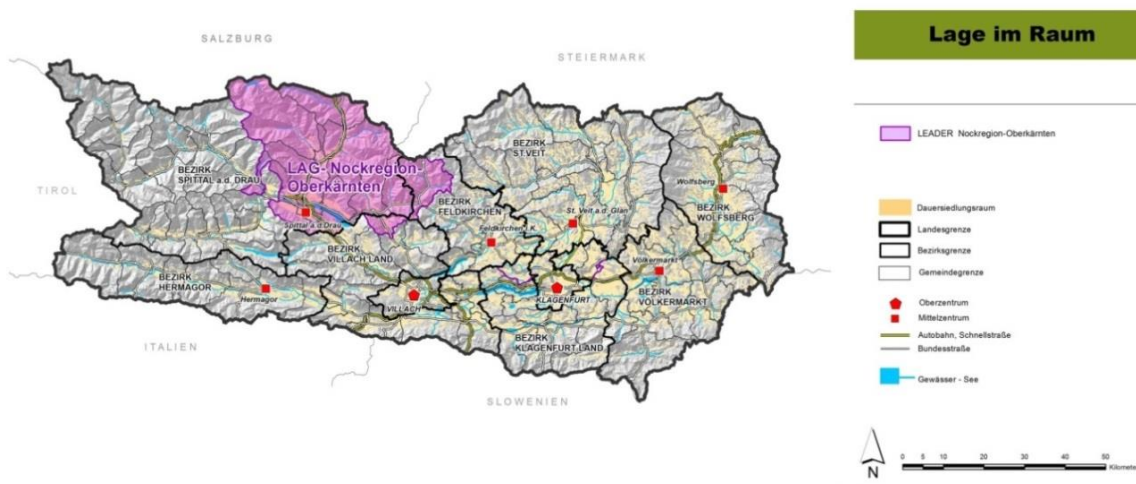 Lage im Raum
SALZBURG
STEIERMARK
TIROL
ITALIEN
SLOWENIEN
LAG- Nockregion-
Oberkärnten
BEZIRK
SPITTAL a.d. DRAU
Spittal a.d. Drau
BEZIRK
ST.VEIT
St. Veit a.d. Glan
BEZIRK
FELDKIRCHEN
Feldkirchen i.K.
Wolfsberg
BEZIRK
WOLFSBERG
BEZIRK
VILLACH LAND
VILLACH
BEZIRK
HERMAGOR
Hermagor
KLAGENFURT
BEZIRK
KLAGENFURT LAND
Völkermarkt
BEZIRK
VÖLKERMARKT
LEADER Nockregion-Oberkärnten
Dauersiedlungsraum
Landesgrenze
Bezirksgrenze
Gemeindegrenze
Oberzentrum
Mittelzentrum
Autobahn, Schnellstraße
Bundesstraße
Gewässer - See
N
0 5 10 20 30 40 50
Kilomete